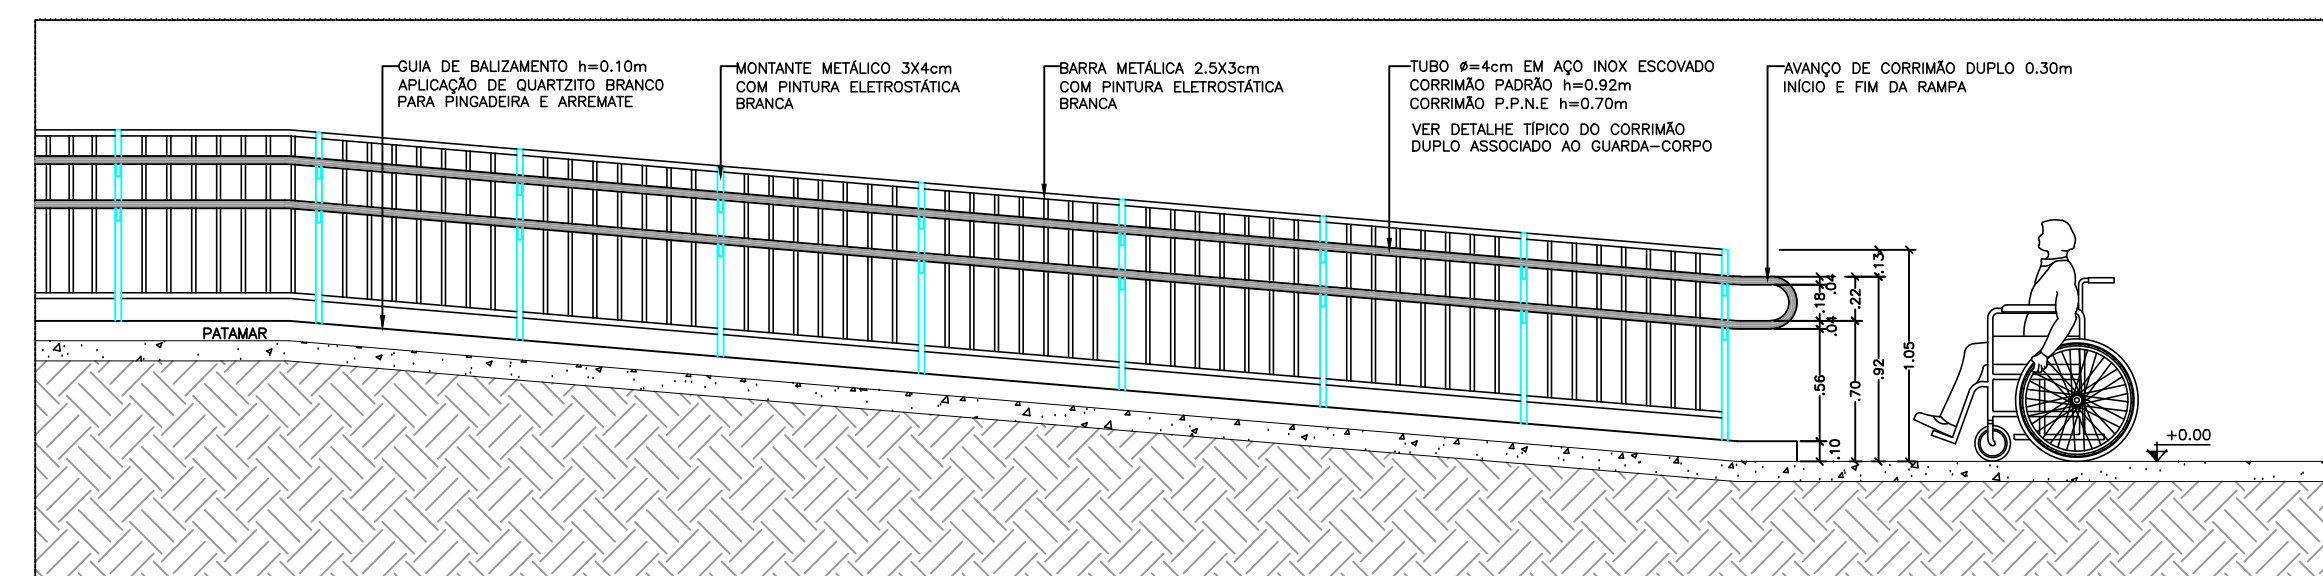 GUIA DE BALIZAMENTO h=0.10m
APLICAÇÃO DE QUARTZITO BRANCO
PARA PINGADEIRA E ARREMATE
MONTANTE METÁLICO 3X4cm
COM PINTURA ELETROSTÁTICA
BRANCA
BARRA METÁLICA 2.5X3cm
COM PINTURA ELETROSTÁTICA
BRANCA
TUBO ø=4cm EM AÇO INOX ESCOVADO
CORRIMÃO PADRÃO h=0.92m
CORRIMÃO P.P.N.E h=0.70m
VER DETALHE TÍPICO DO CORRIMÃO
DUPLO ASSOCIADO AO GUARDA-CORPO
AVANÇO DE CORRIMÃO DUPLO 0.30m
INÍCIO E FIM DA RAMPA
PATAMAR
.13
.04
.18
.04
.22
.56
.70
.92
1.05
.10
+0.00